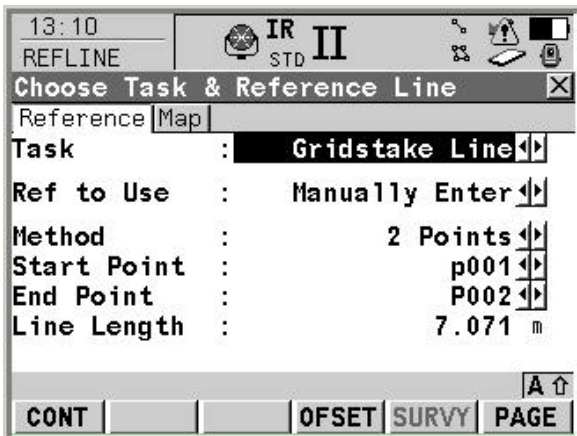 13:10
REFLINE
IR
STD II
Choose Task & Reference Line
Reference Map
Task : Gridstake Line
Ref to Use : Manually Enter
Method : 2 Points
Start Point : p001
End Point : P002
Line Length : 7.071 m
A
CONT OFSET SURVY PAGE